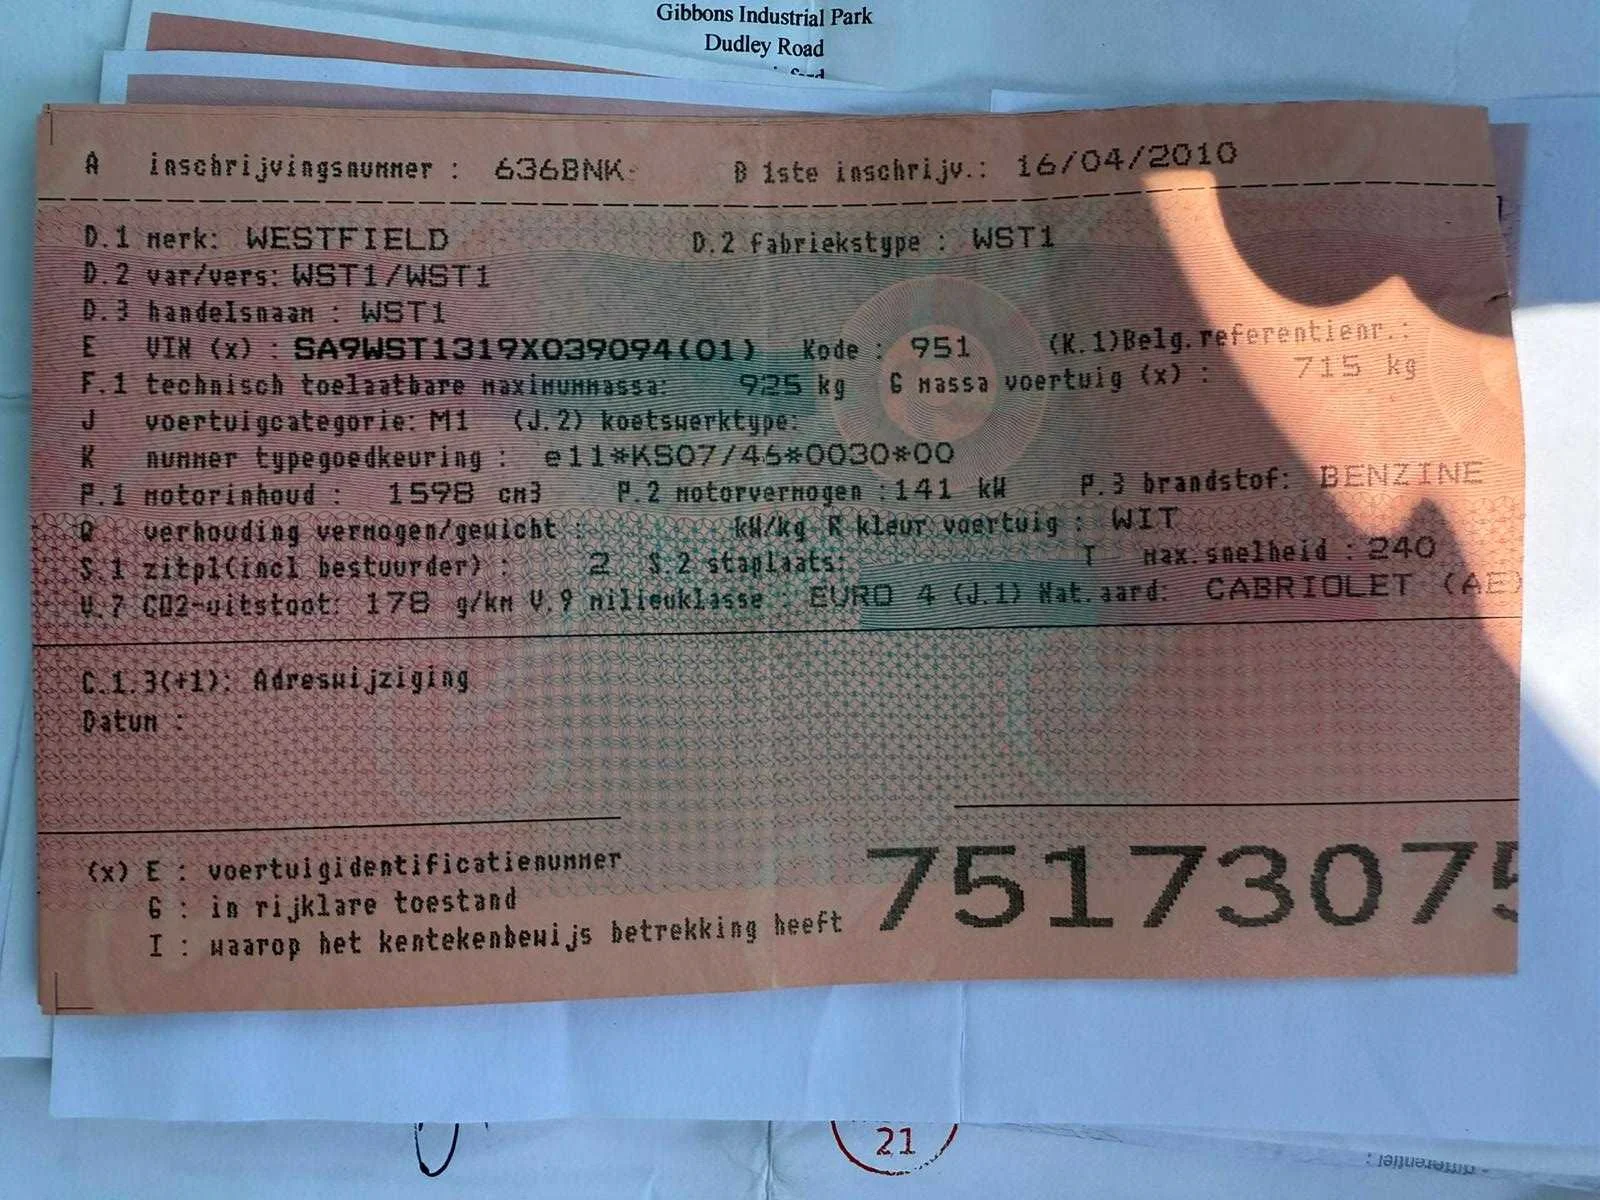 Gibbons Industrial Park
Dudley Road
A inschrijvingsnummer : 636BNK B 1ste inschrijv.: 16/04/2010
D.1 merk: WESTFIELD D.2 fabriekstype : WST1
D.2 var/vers: WST1/WST1
D.3 handelsnaam : WST1
E VIN (x) : SA9WST1319X039094(01) Kode : 951 (K.1)Belg.referentienr.:
F.1 technisch toelaatbare maximummassa: 925 kg G massa voertuig (x) : 715 kg
J voertuigcategorie: M1 (J.2) koetswerktype:
K nummer typegoedkeuring : e11*KS07/46*0030*00
P.1 motorinhoud : 1598 cm3 P.2 motorvermogen :141 kW P.3 brandstof: BENZINE
Q verhouding vermogen/gewicht : kW/kg R kleur voertuig : WIT
S.1 zitpl(incl bestuurder) : 2 S.2 staplaats: T max.snelheid : 240
V.7 CO2-uitstoot: 178 g/km V.9 milieuklasse : EURO 4 (J.1) Nat.aard: CABRIOLET (AE)
C.1.3(+1): Adreswijziging
Datum :
(x) E : voertuigidentificatienummer
G : in rijklare toestand
I : waarop het kentekenbewijs betrekking heeft
75173075
21
- differentiel :